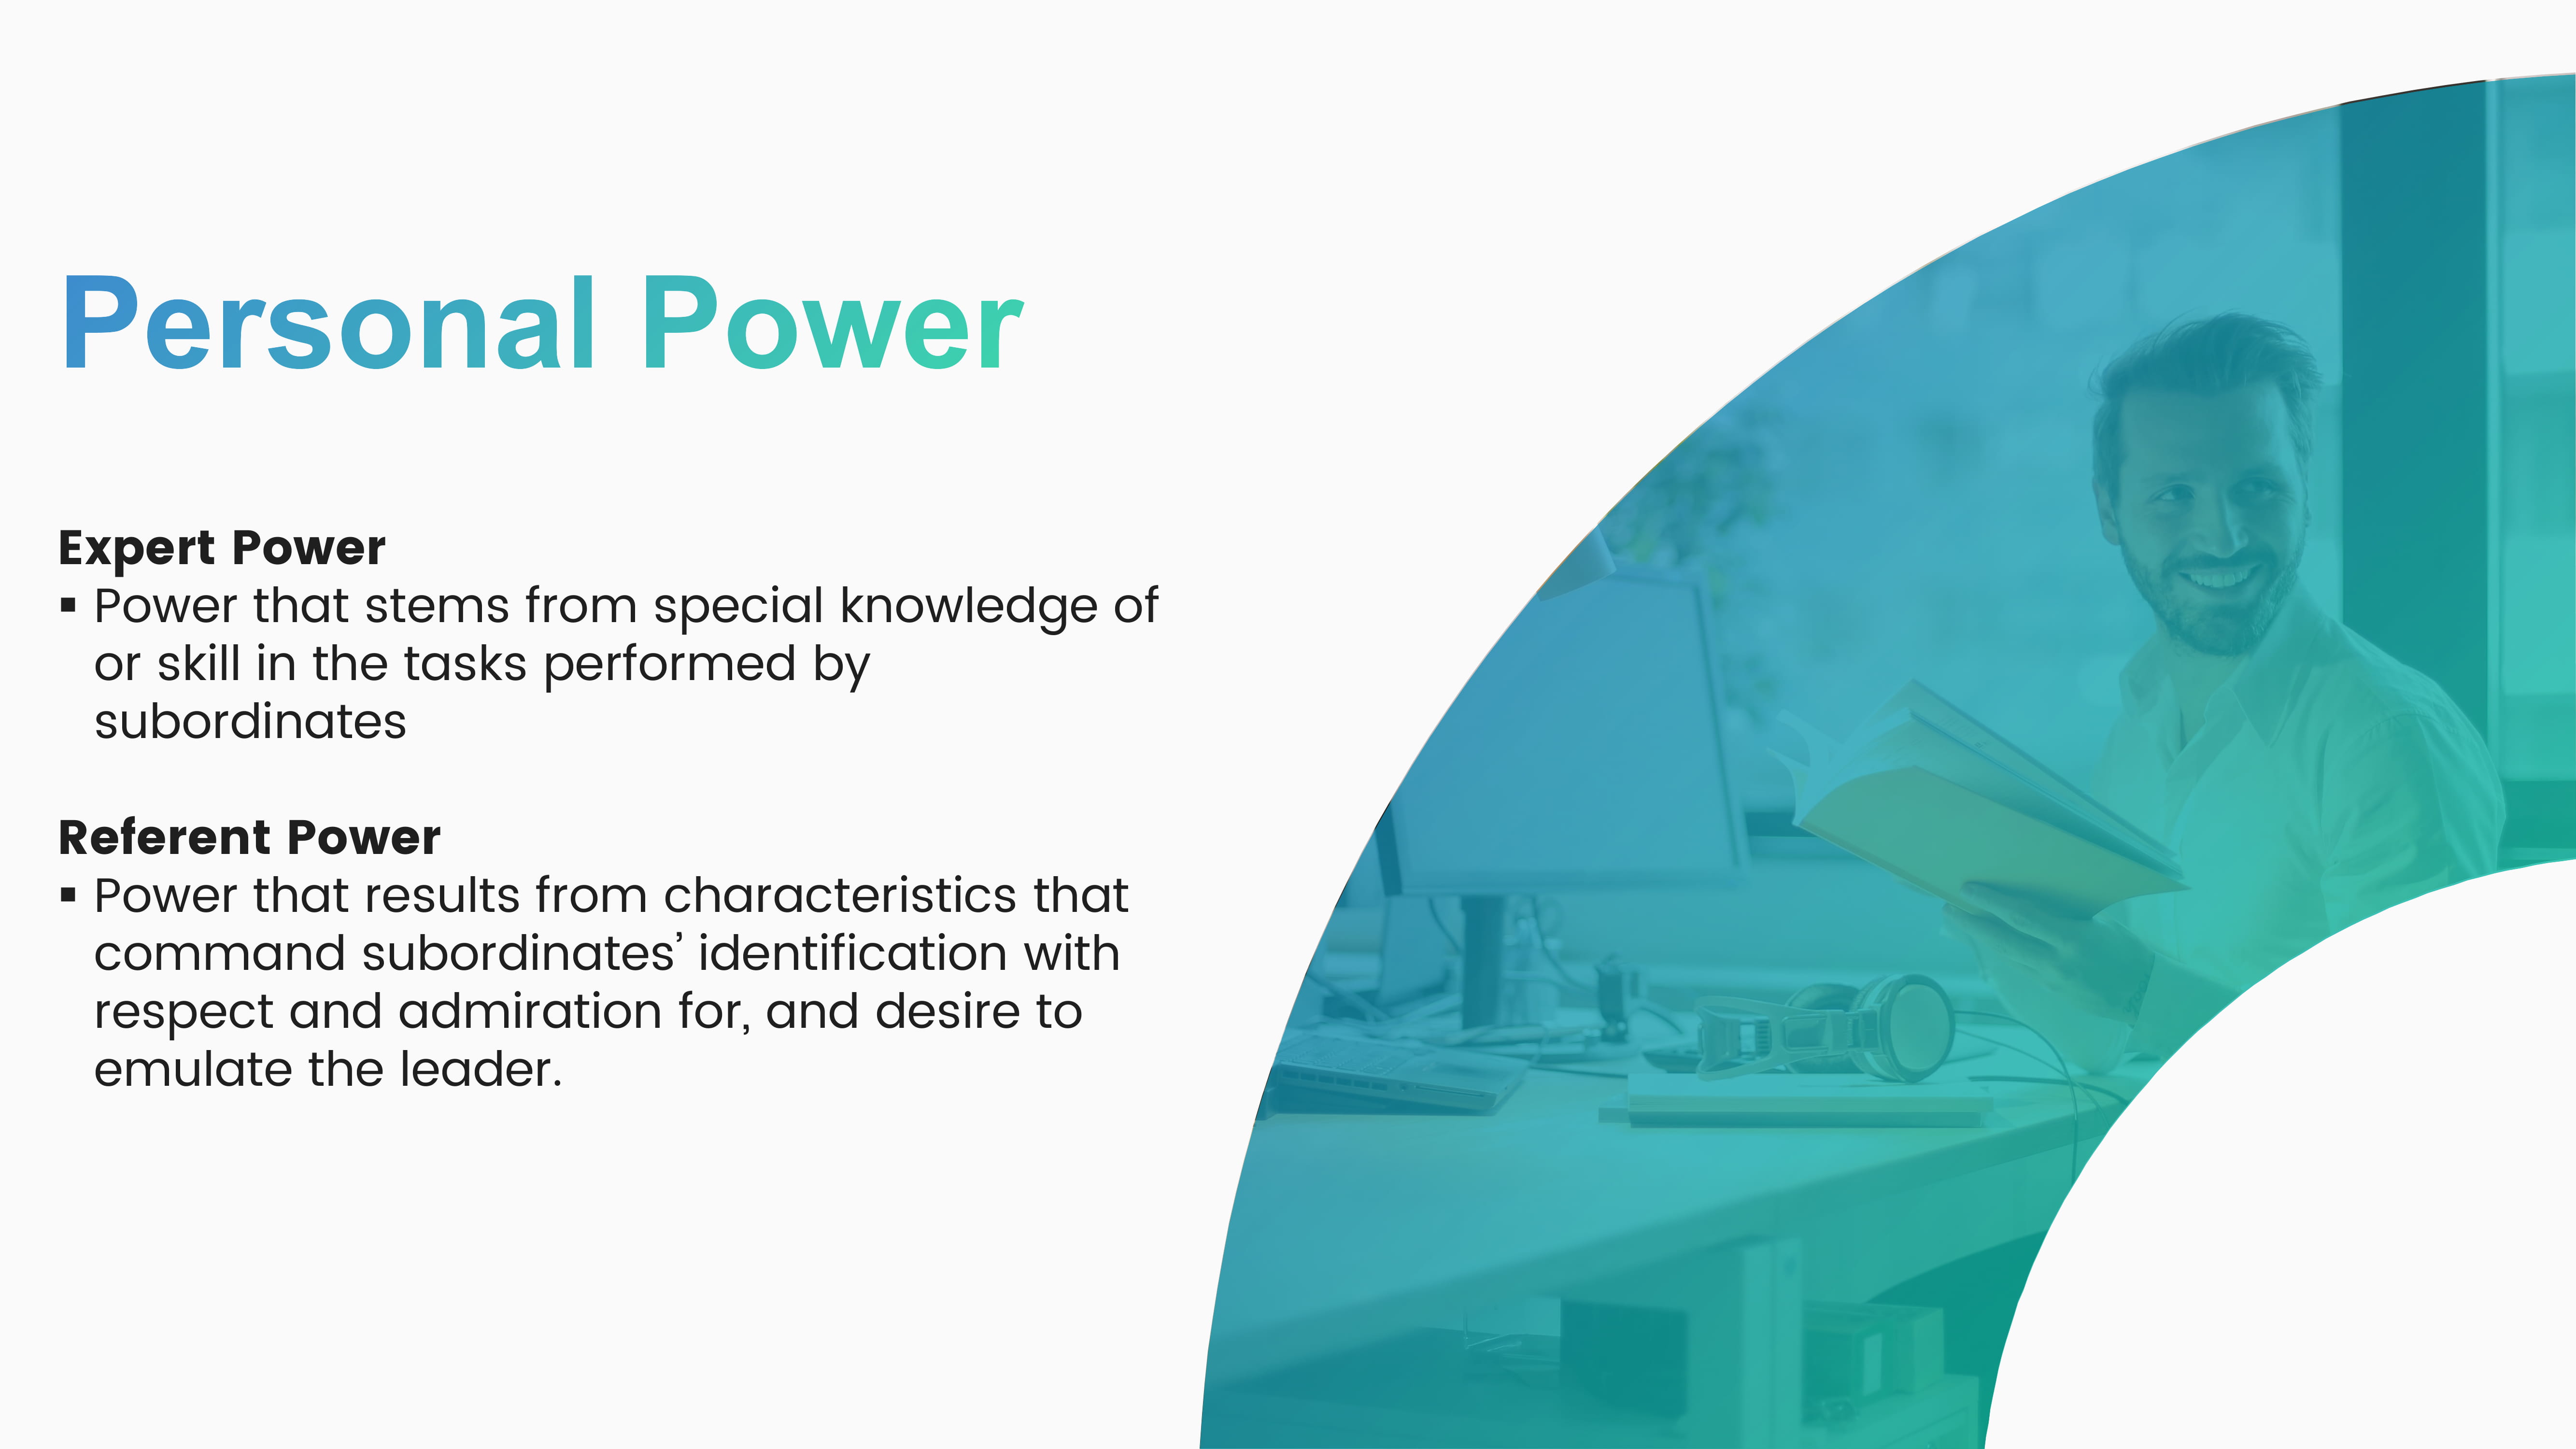 Personal Power
Expert Power
▪ Power that stems from special knowledge of
or skill in the tasks performed by
subordinates
Referent Power
▪ Power that results from characteristics that
command subordinates’ identification with
respect and admiration for, and desire to
emulate the leader.